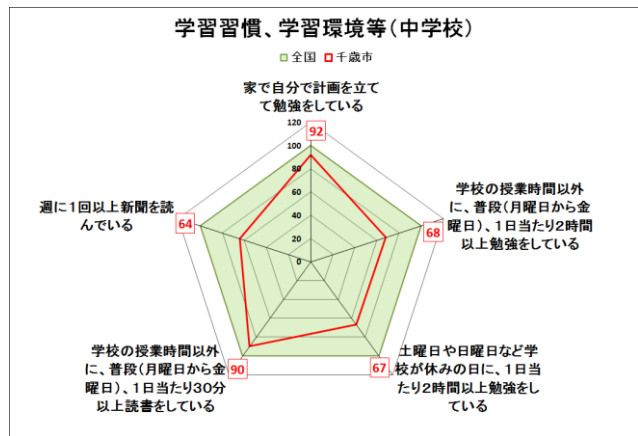 学習習慣、学習環境等(中学校)
全国 千歳市
家で自分で計画を立て
て勉強をしている
120
100
80
60
40
20
0
92
学校の授業時間以外
に、普段(月曜日から金
曜日)、1日当たり2時間
以上勉強をしている
68
土曜日や日曜日など学
校が休みの日に、1日当
たり2時間以上勉強をし
ている
67
学校の授業時間以外
に、普段(月曜日から金
曜日)、1日当たり30分
以上読書をしている
90
週に1回以上新聞を読
んでいる
64